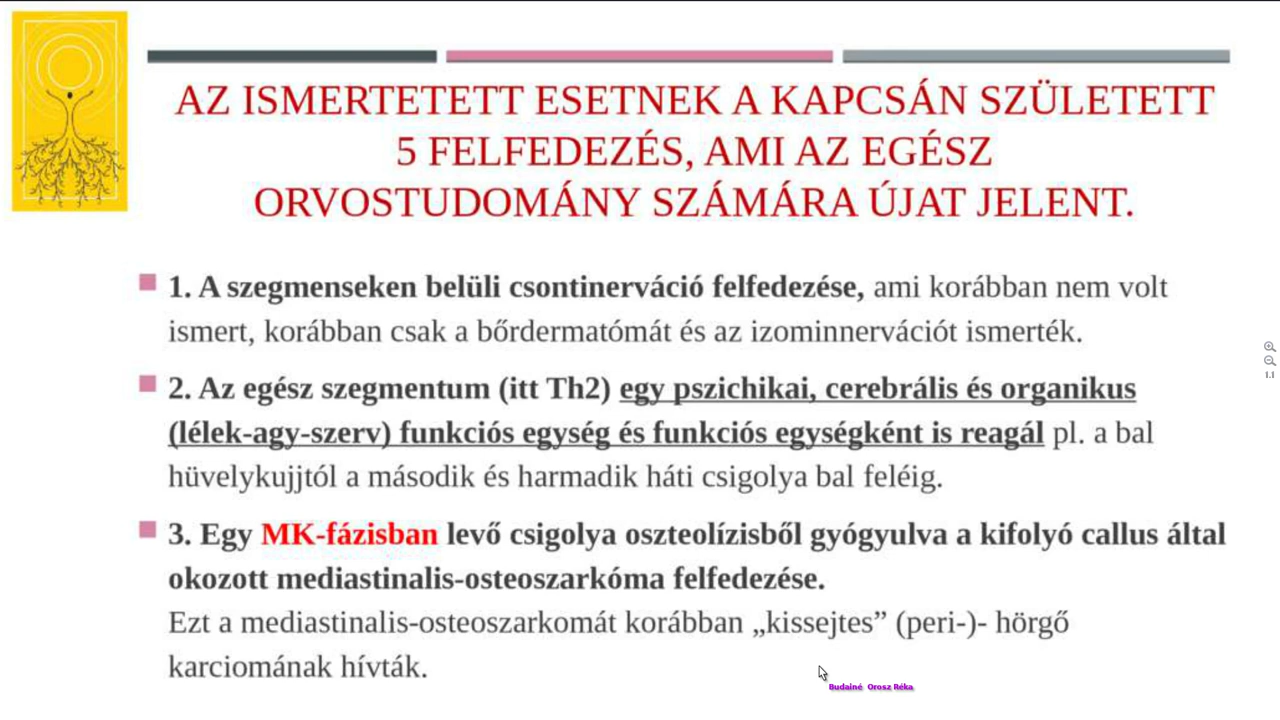 AZ ISMERTETETT ESETNEK A KAPCSÁN SZÜLETETT
5 FELFEDEZÉS, AMI AZ EGÉSZ
ORVOSTUDOMÁNY SZÁMÁRA ÚJAT JELENT.
1. A szegmenseken belüli csontinerváció felfedezése, ami korábban nem volt
ismert, korábban csak a bőrdermatómát és az izominnervációt ismerték.
2. Az egész szegmentum (itt Th2) egy pszichikai, cerebrális és organikus
(lélek-agy-szerv) funkciós egység és funkciós egységként is reagál pl. a bal
hüvelykujjtól a második és harmadik háti csigolya bal feléig.
3. Egy MK-fázisban levő csigolya oszteolízisből gyógyulva a kifolyó callus által
okozott mediastinalis-osteoszarkóma felfedezése.
Ezt a mediastinalis-osteoszarkomát korábban „kissejtes” (peri-)- hörgő
karciomának hívták.
1.1
Budainé Orosz Réka